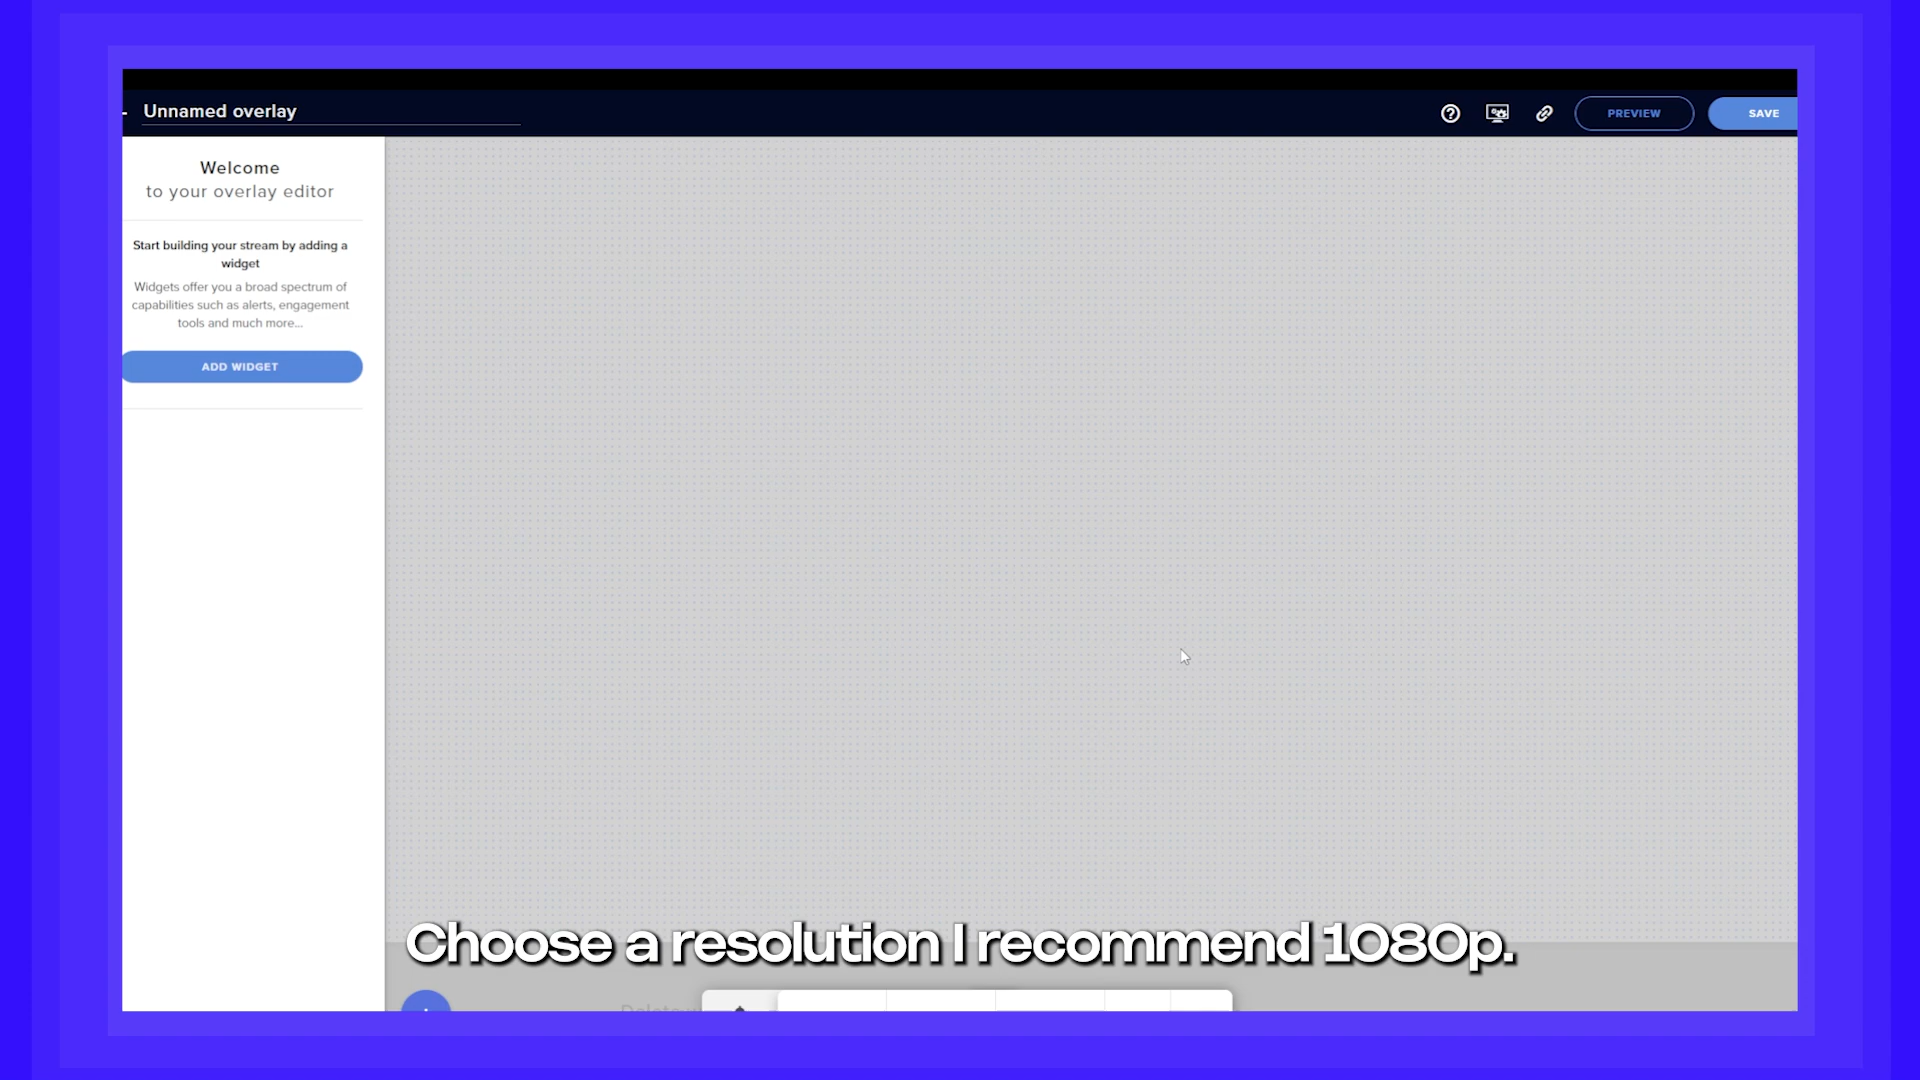 Unnamed overlay
PREVIEW
SAVE
Welcome
to your overlay editor
Start building your stream by adding a
widget
Widgets offer you a broad spectrum of
capabilities such as alerts, engagement
tools and much more...
ADD WIDGET
Choose a resolution I recommend 1080p.